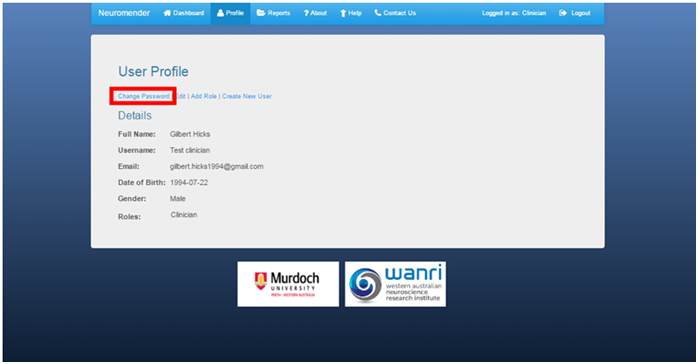 Neuromender Dashboard Profile Reports ? About Help Contact Us Logged in as: Clinician Logout
User Profile
Change Password | Edit | Add Role | Create New User
Details
Full Name: Gilbert Hicks
Username: Test clinician
Email: gilbert.hicks1994@gmail.com
Date of Birth: 1994-07-22
Gender: Male
Roles: Clinician
Murdoch
UNIVERSITY
PERTH - WESTERN AUSTRALIA
wanri
western australian
neuroscience
research institute